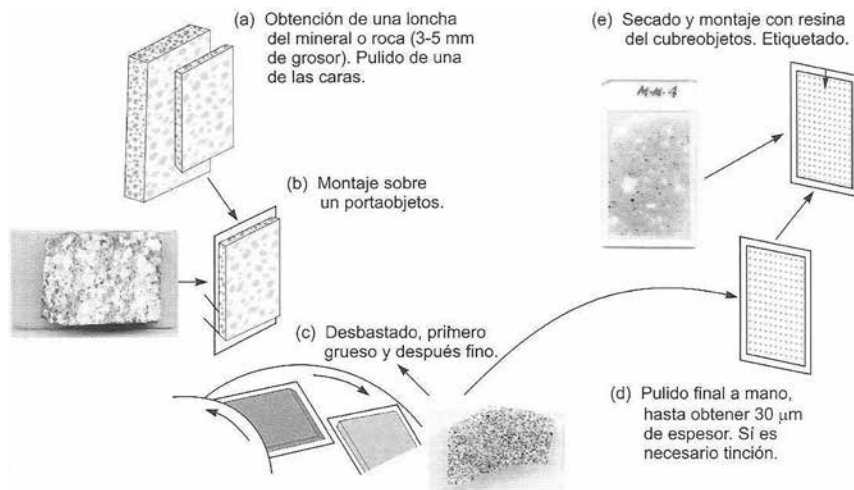 (a) Obtención de una loncha
del mineral o roca (3-5 mm
de grosor). Pulido de una
de las caras.
(b) Montaje sobre
un portaobjetos.
(c) Desbastado, primero
grueso y después fino.
(d) Pulido final a mano,
hasta obtener 30 μm
de espesor. Sí es
necesario tinción.
(e) Secado y montaje con resina
del cubreobjetos. Etiquetado.
M-M-4